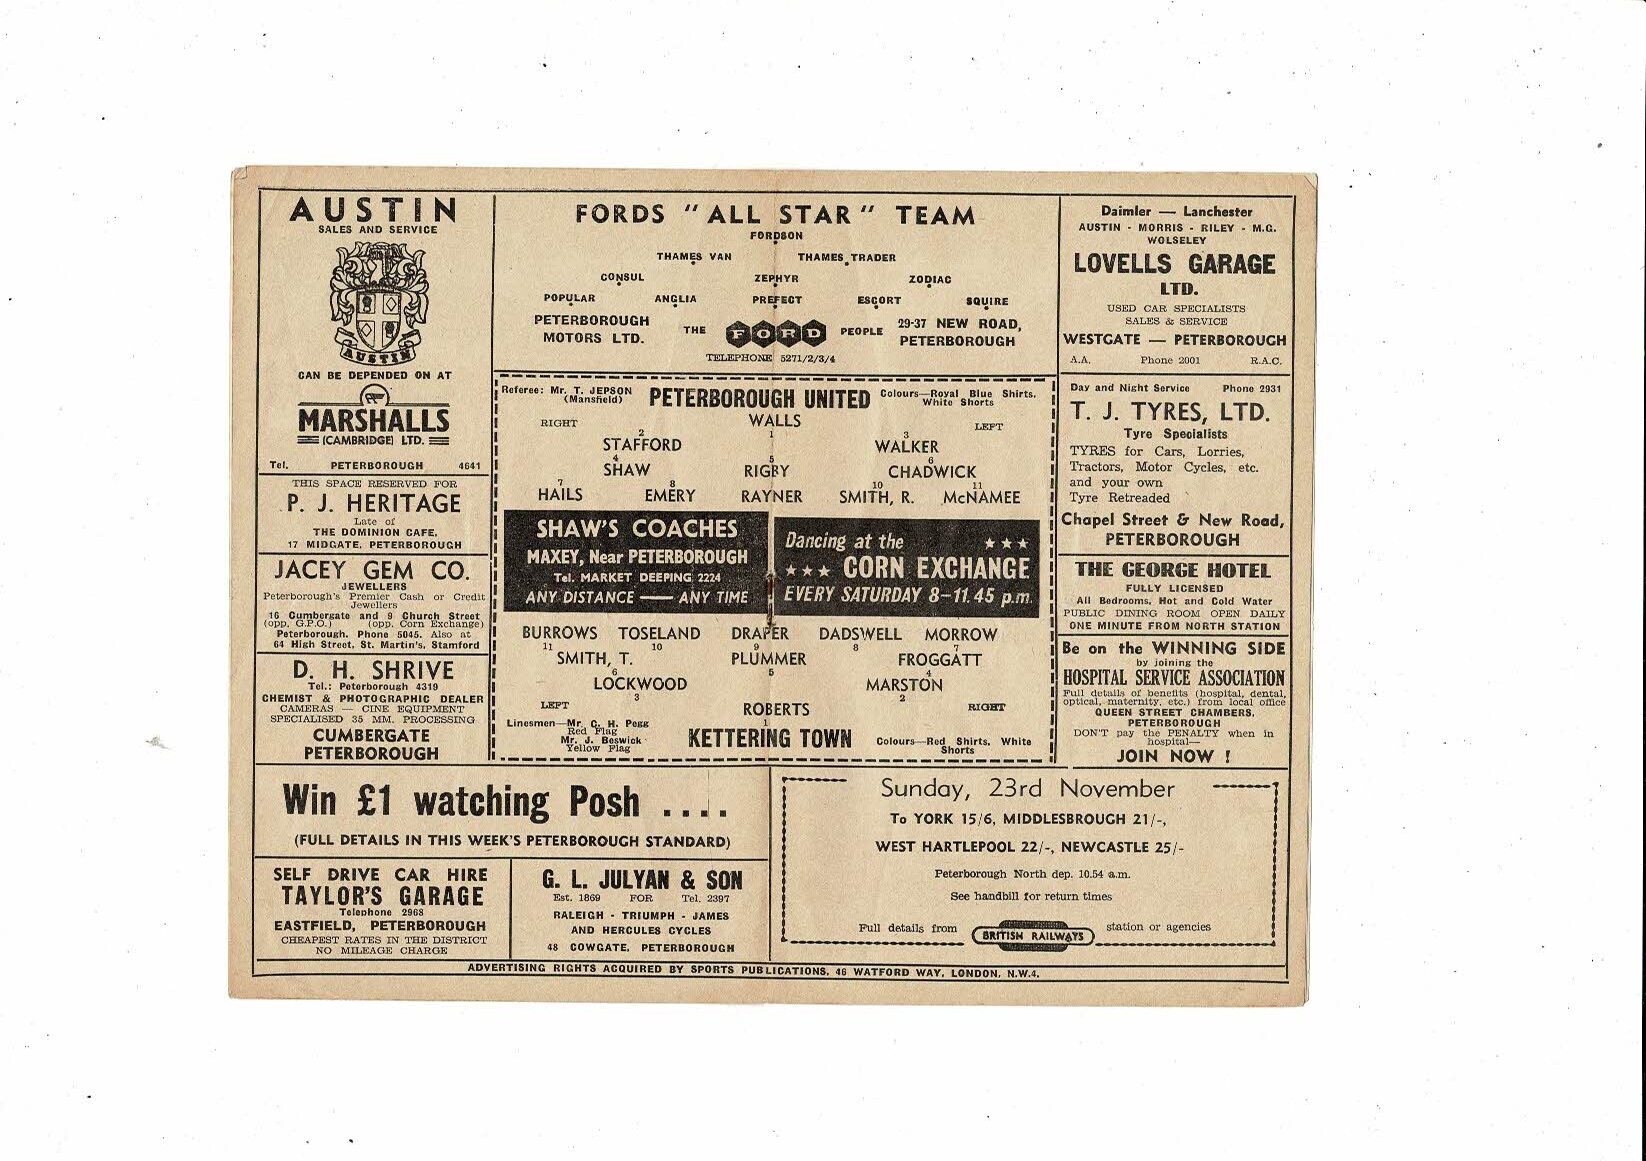 AUSTIN
SALES AND SERVICE
AUSTIN
CAN BE DEPENDED ON AT
MARSHALLS
(CAMBRIDGE) LTD.
Tel. PETERBOROUGH 4641
THIS SPACE RESERVED FOR
P. J. HERITAGE
Late of
THE DOMINION CAFE,
17 MIDGATE, PETERBOROUGH
JACEY GEM CO.
JEWELLERS
Peterborough's Premier Cash or Credit
Jewellers
16 Cumbergate and 9 Church Street
(opp. G.P.O.) (opp. Corn Exchange)
Peterborough. Phone 5045. Also at
64 High Street, St. Martin's, Stamford
D. H. SHRIVE
Tel.: Peterborough 4319
CHEMIST & PHOTOGRAPHIC DEALER
CAMERAS — CINE EQUIPMENT
SPECIALISED 35 MM. PROCESSING
CUMBERGATE
PETERBOROUGH
FORDS "ALL STAR" TEAM
FORDSON
THAMES VAN THAMES TRADER
CONSUL ZEPHYR ZODIAC
POPULAR ANGLIA PREFECT ESCORT SQUIRE
PETERBOROUGH
MOTORS LTD.
THE FORD PEOPLE
29-37 NEW ROAD,
PETERBOROUGH
TELEPHONE 5271/2/3/4
Referee: Mr. T. JEPSON
(Mansfield)
PETERBOROUGH UNITED
Colours—Royal Blue Shirts.
White Shorts
RIGHT WALLS LEFT
2 1 3
STAFFORD WALKER
4 5 6
SHAW RIGBY CHADWICK
7 8 10 11
HAILS EMERY RAYNER SMITH, R. McNAMEE
SHAW'S COACHES
MAXEY, Near PETERBOROUGH
Tel. MARKET DEEPING 2224
ANY DISTANCE — ANY TIME
Dancing at the
CORN EXCHANGE
EVERY SATURDAY 8-11.45 p.m.
BURROWS TOSELAND DRAPER DADSWELL MORROW
11 10 9 8 7
SMITH, T. PLUMMER FROGGATT
6 5 4
LOCKWOOD MARSTON
3 2
LEFT ROBERTS RIGHT
1
Linesmen—Mr. C. H. Pegg
Red Flag
Mr. J. Beswick
Yellow Flag
KETTERING TOWN
Colours—Red Shirts, White
Shorts
Daimler — Lanchester
AUSTIN - MORRIS - RILEY - M.G.
WOLSELEY
LOVELLS GARAGE
LTD.
USED CAR SPECIALISTS
SALES & SERVICE
WESTGATE — PETERBOROUGH
A.A. Phone 2001 R.A.C.
Day and Night Service Phone 2931
T. J. TYRES, LTD.
Tyre Specialists
TYRES for Cars, Lorries,
Tractors, Motor Cycles, etc.
and your own
Tyre Retreaded
Chapel Street & New Road,
PETERBOROUGH
THE GEORGE HOTEL
FULLY LICENSED
All Bedrooms, Hot and Cold Water
PUBLIC DINING ROOM OPEN DAILY
ONE MINUTE FROM NORTH STATION
Be on the WINNING SIDE
by joining the
HOSPITAL SERVICE ASSOCIATION
Full details of benefits (hospital, dental,
optical, maternity, etc.) from local office
QUEEN STREET CHAMBERS,
PETERBOROUGH
DON'T pay the PENALTY when in
hospital—
JOIN NOW !
Win £1 watching Posh ....
(FULL DETAILS IN THIS WEEK'S PETERBOROUGH STANDARD)
SELF DRIVE CAR HIRE
TAYLOR'S GARAGE
Telephone 2968
EASTFIELD, PETERBOROUGH
CHEAPEST RATES IN THE DISTRICT
NO MILEAGE CHARGE
G. L. JULYAN & SON
Est. 1869 FOR Tel. 2397
RALEIGH - TRIUMPH - JAMES
AND HERCULES CYCLES
48 COWGATE, PETERBOROUGH
Sunday, 23rd November
To YORK 15/6, MIDDLESBROUGH 21/-,
WEST HARTLEPOOL 22/-, NEWCASTLE 25/-
Peterborough North dep. 10.54 a.m.
See handbill for return times
Full details from BRITISH RAILWAYS station or agencies
ADVERTISING RIGHTS ACQUIRED BY SPORTS PUBLICATIONS, 46 WATFORD WAY, LONDON, N.W.4.